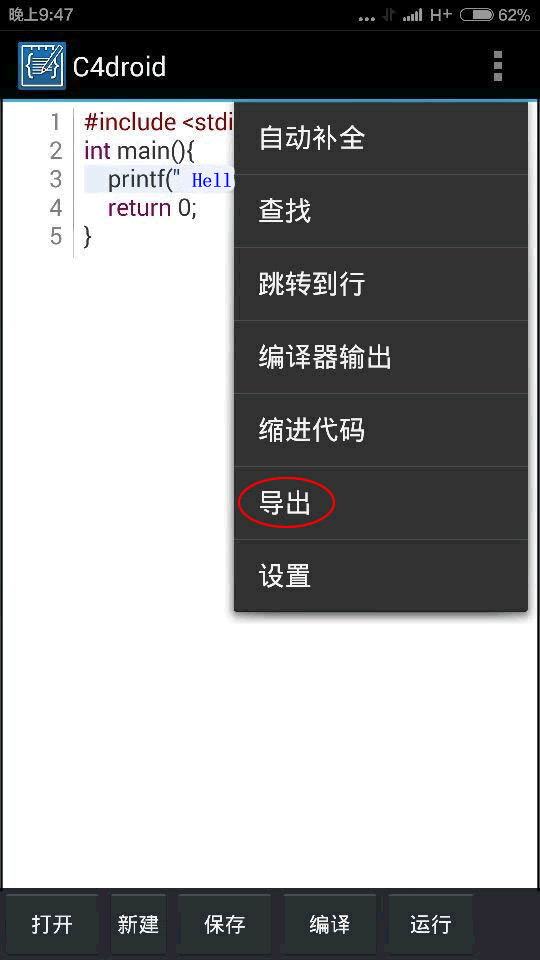 晚上9:47 ... H+ 62%
C4droid
1 #include <stdi
2 int main(){
3 printf(" Hell
4 return 0;
5 }
自动补全
查找
跳转到行
编译器输出
缩进代码
导出
设置
打开 新建 保存 编译 运行